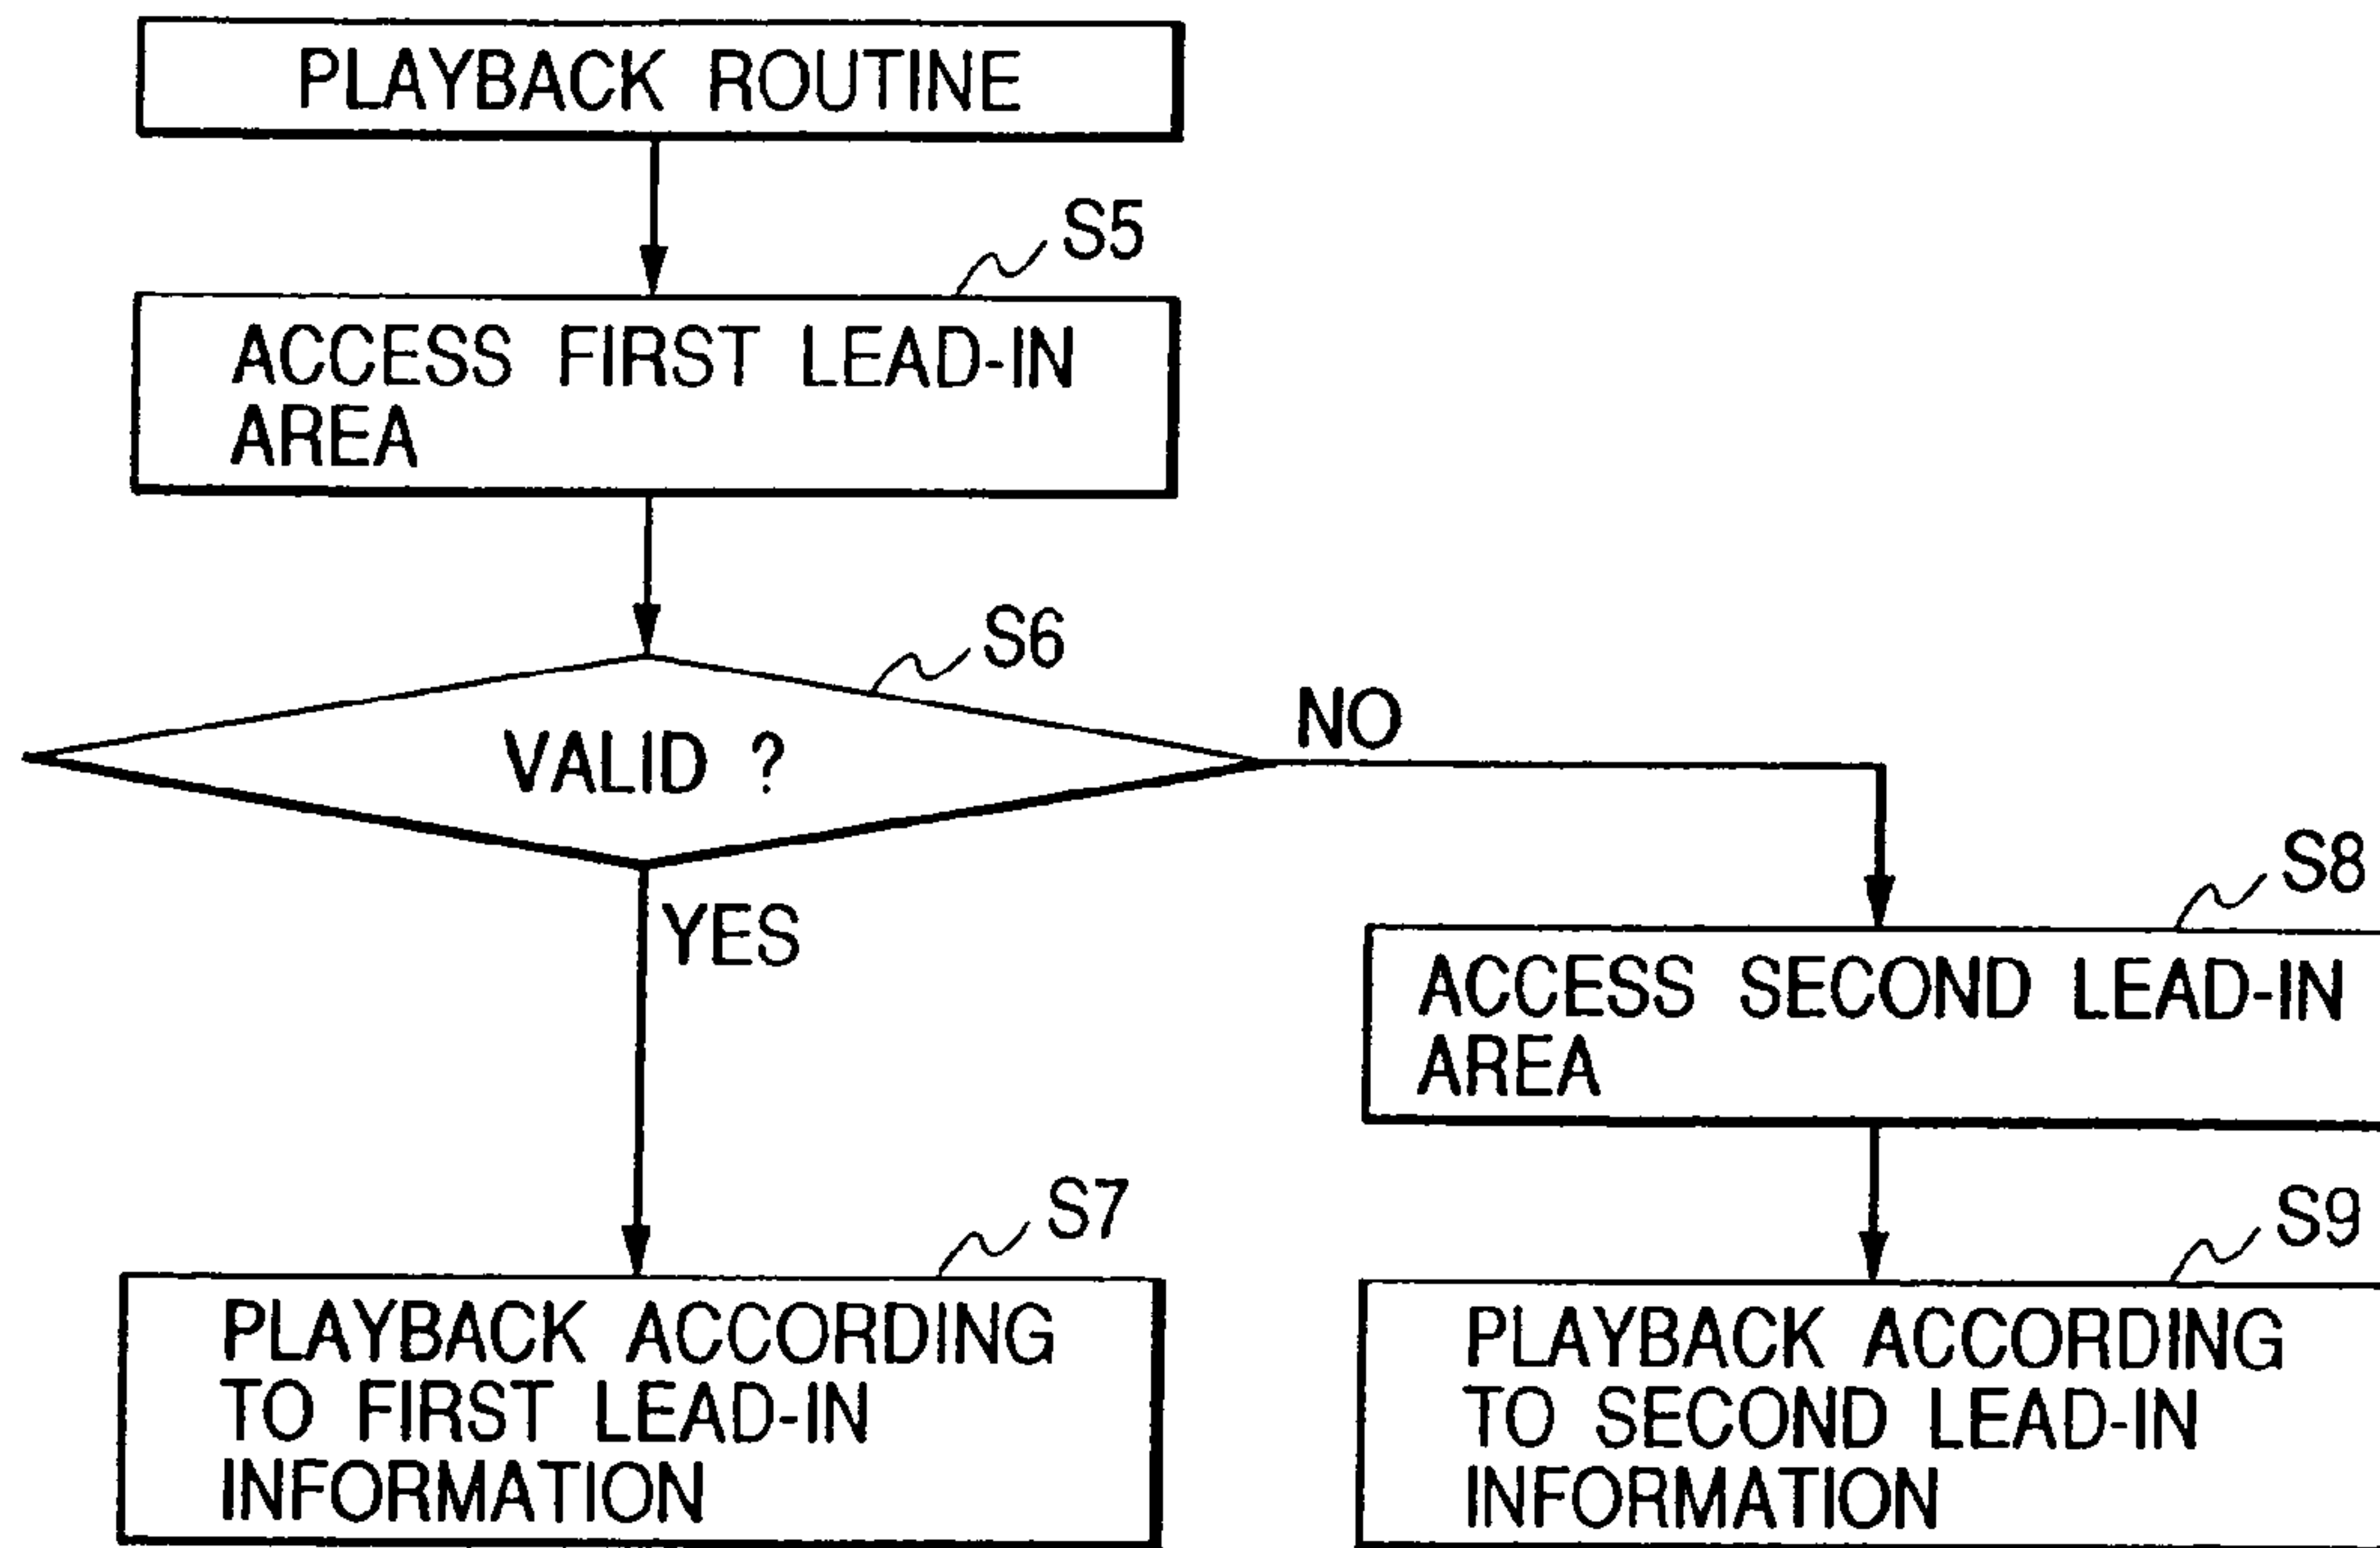 PLAYBACK ROUTINE
S5
ACCESS FIRST LEAD-IN
AREA
S6
VALID ?
NO
YES
S8
ACCESS SECOND LEAD-IN
AREA
S7
PLAYBACK ACCORDING
TO FIRST LEAD-IN
INFORMATION
S9
PLAYBACK ACCORDING
TO SECOND LEAD-IN
INFORMATION